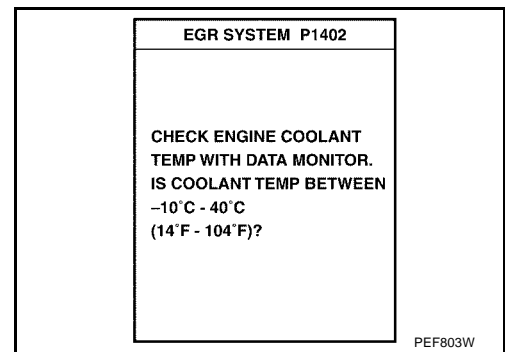 EGR SYSTEM P1402
CHECK ENGINE COOLANT
TEMP WITH DATA MONITOR.
IS COOLANT TEMP BETWEEN
–10°C - 40°C
(14°F - 104°F)?
PEF803W